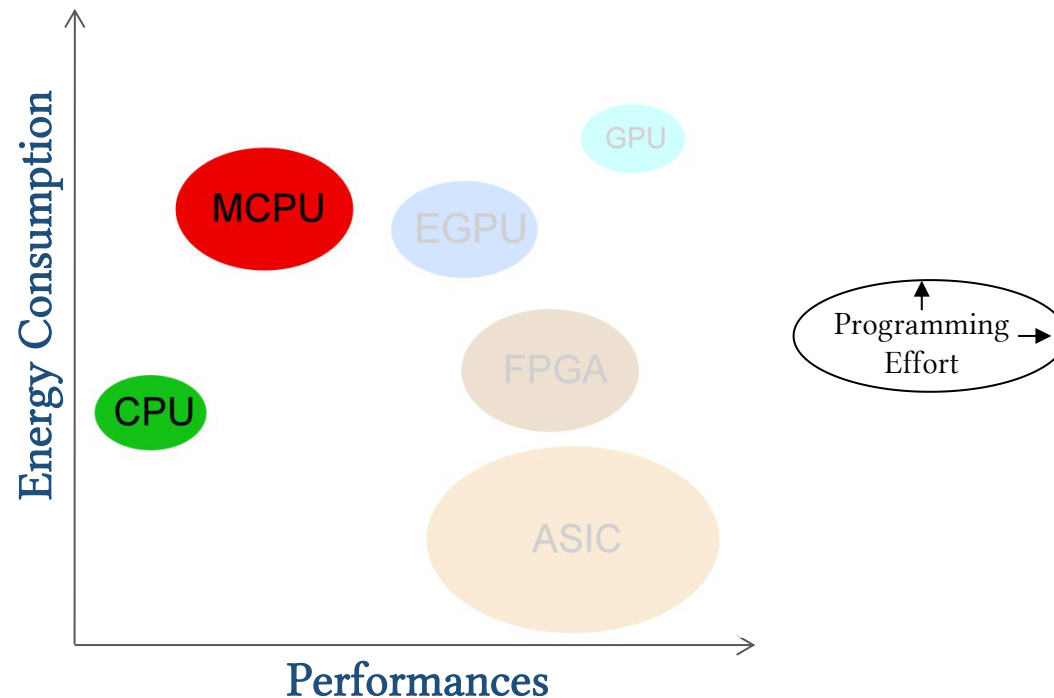 Energy Consumption
GPU
MCPU
EGPU
Programming
Effort
FPGA
CPU
ASIC
Performances